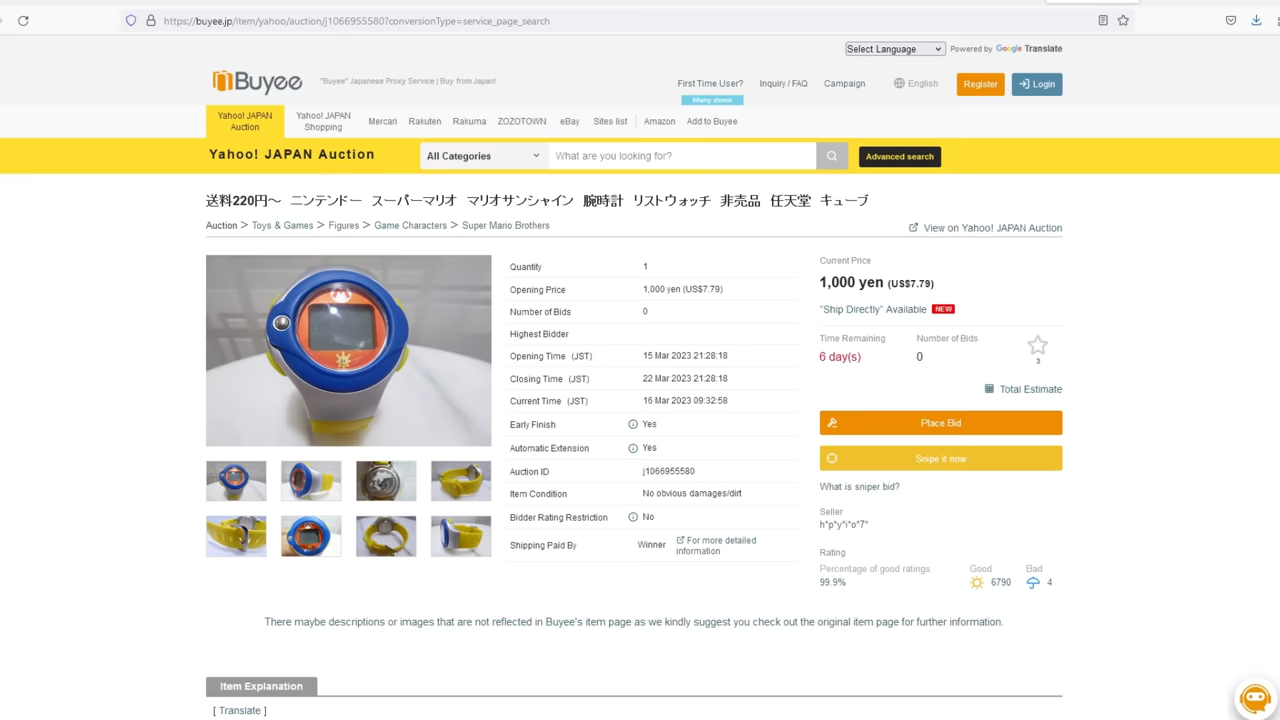 https://buyee.jp/item/yahoo/auction/j1066955580?conversionType=service_page_search
Select Language Powered by Google Translate
Buyee "Buyee" Japanese Proxy Service | Buy from Japan! First Time User? Inquiry / FAQ Campaign English Register Login
Many stores
Yahoo! JAPAN Auction Yahoo! JAPAN Shopping Mercari Rakuten Rakuma ZOZOTOWN eBay Sites list Amazon Add to Buyee
Yahoo! JAPAN Auction All Categories What are you looking for? Advanced search
送料220円～ ニンテンドー スーパーマリオ マリオサンシャイン 腕時計 リストウォッチ 非売品 任天堂 キューブ
Auction > Toys & Games > Figures > Game Characters > Super Mario Brothers
View on Yahoo! JAPAN Auction
Quantity 1
Opening Price 1,000 yen (US$7.79)
Number of Bids 0
Highest Bidder
Opening Time (JST) 15 Mar 2023 21:28:18
Closing Time (JST) 22 Mar 2023 21:28:18
Current Time (JST) 16 Mar 2023 09:32:58
Early Finish Yes
Automatic Extension Yes
Auction ID j1066955580
Item Condition No obvious damages/dirt
Bidder Rating Restriction No
Shipping Paid By Winner For more detailed information
Current Price
1,000 yen (US$7.79)
"Ship Directly" Available NEW
Time Remaining Number of Bids
6 day(s) 0
3
Total Estimate
Place Bid
Snipe it now
What is sniper bid?
Seller
h*p*y*i*o*7*
Rating
Percentage of good ratings Good Bad
99.9% 6790 4
There maybe descriptions or images that are not reflected in Buyee's item page as we kindly suggest you check out the original item page for further information.
Item Explanation
[ Translate ]